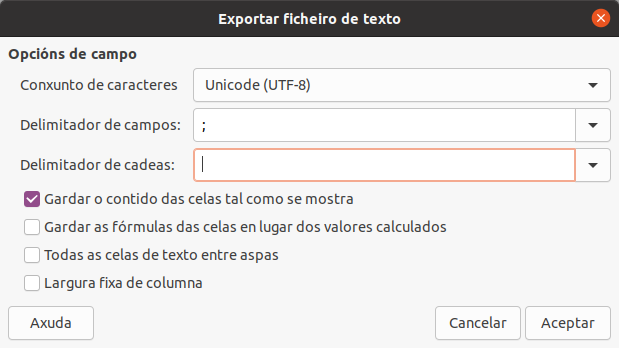 Exportar ficheiro de texto
Opcións de campo
Conxunto de caracteres Unicode (UTF-8)
Delimitador de campos: ;
Delimitador de cadeas:
Gardar o contido das celas tal como se mostra
Gardar as fórmulas das celas en lugar dos valores calculados
Todas as celas de texto entre aspas
Largura fixa de columna
Axuda Cancelar Aceptar